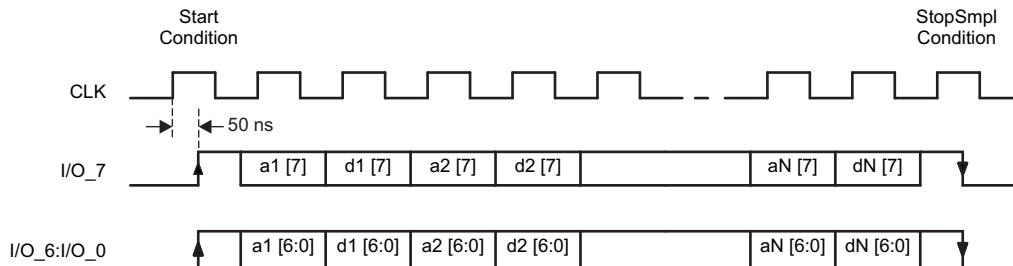 Start
Condition
StopSmpl
Condition
CLK
50 ns
I/O_7
a1 [7] d1 [7] a2 [7] d2 [7] aN [7] dN [7]
I/O_6:I/O_0
a1 [6:0] d1 [6:0] a2 [6:0] d2 [6:0] aN [6:0] dN [6:0]